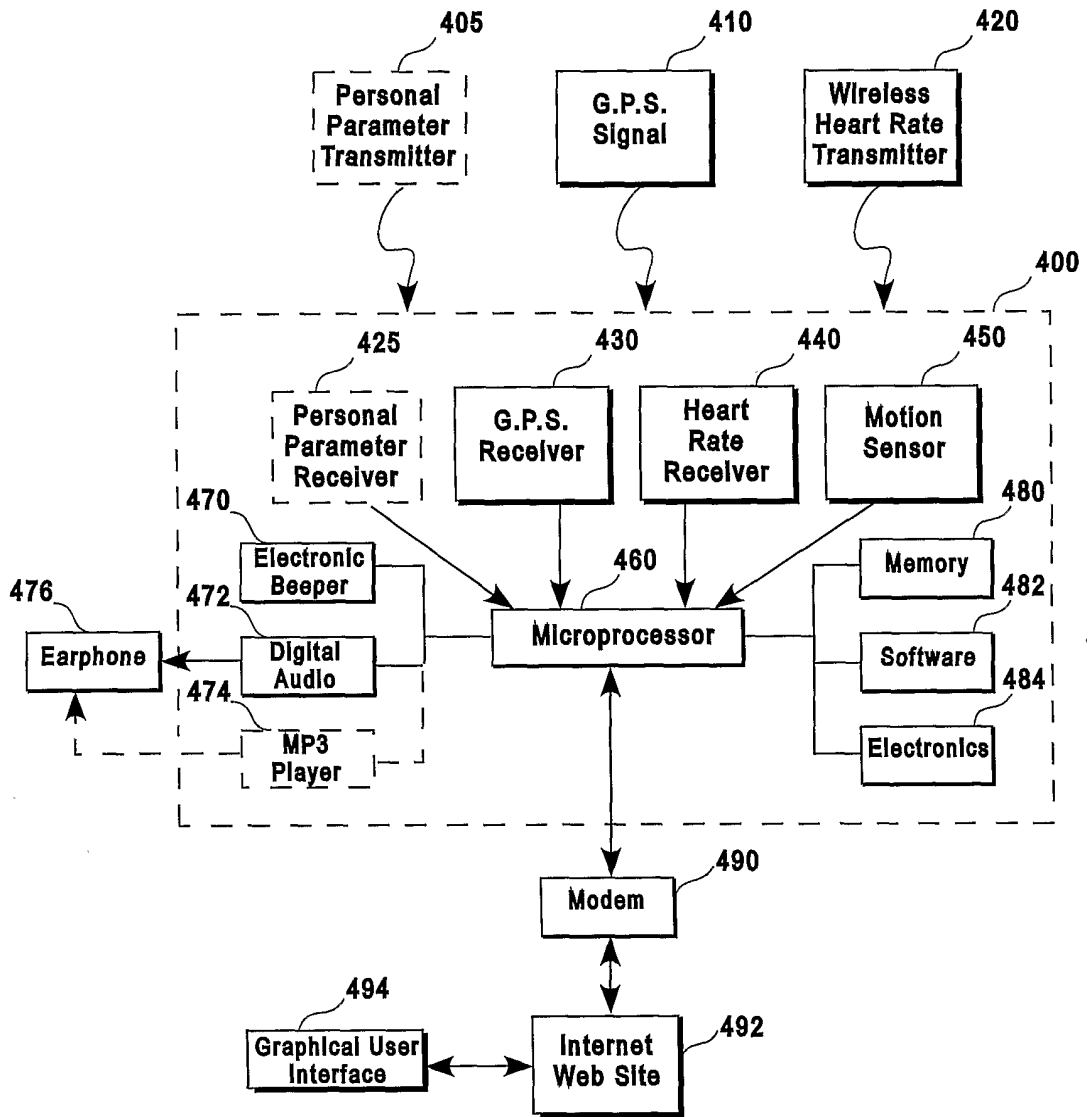 405
410
420
Personal
Parameter
Transmitter
G.P.S.
Signal
Wireless
Heart Rate
Transmitter
400
425
430
440
450
Personal
Parameter
Receiver
G.P.S.
Receiver
Heart
Rate
Receiver
Motion
Sensor
470
Electronic
Beeper
460
Microprocessor
480
Memory
476
Earphone
472
Digital
Audio
482
Software
474
MP3
Player
484
Electronics
490
Modem
494
Graphical User
Interface
492
Internet
Web Site